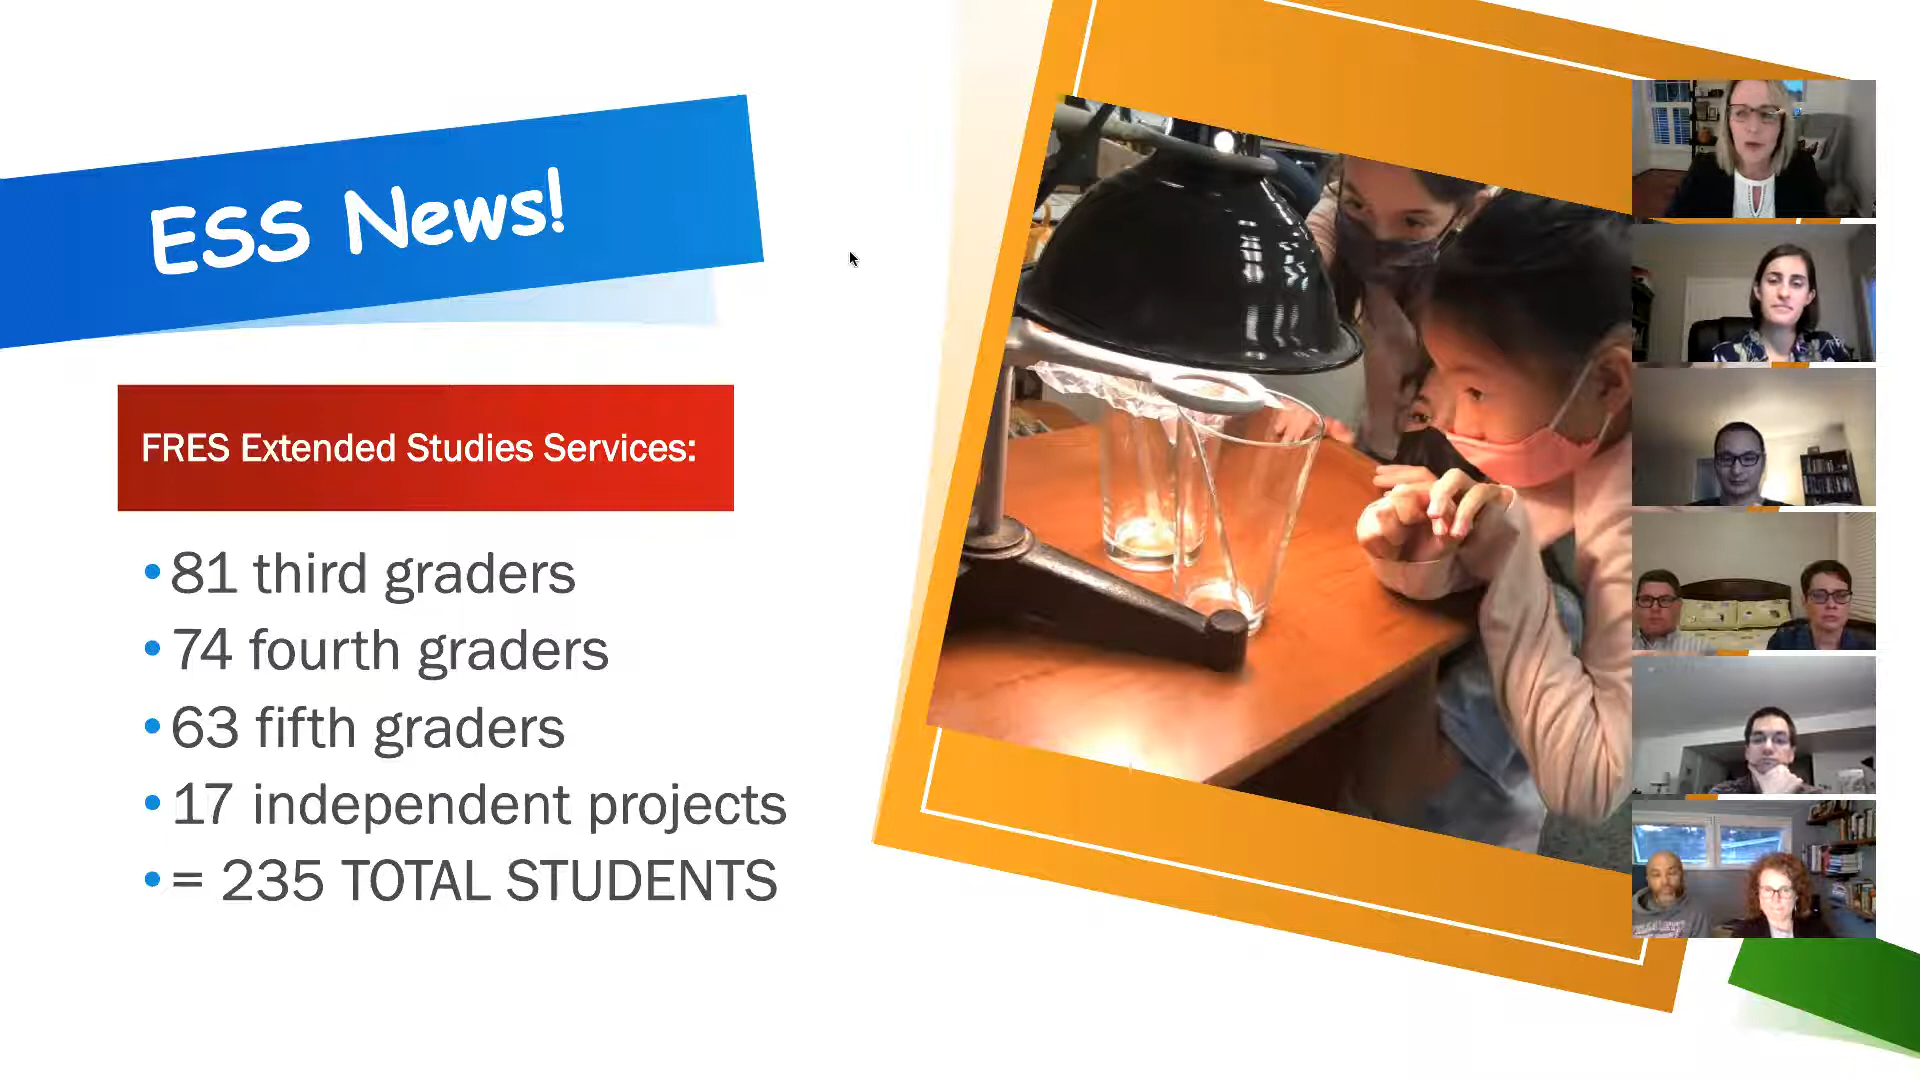 ESS News!
FRES Extended Studies Services:
• 81 third graders
• 74 fourth graders
• 63 fifth graders
• 17 independent projects
• = 235 TOTAL STUDENTS